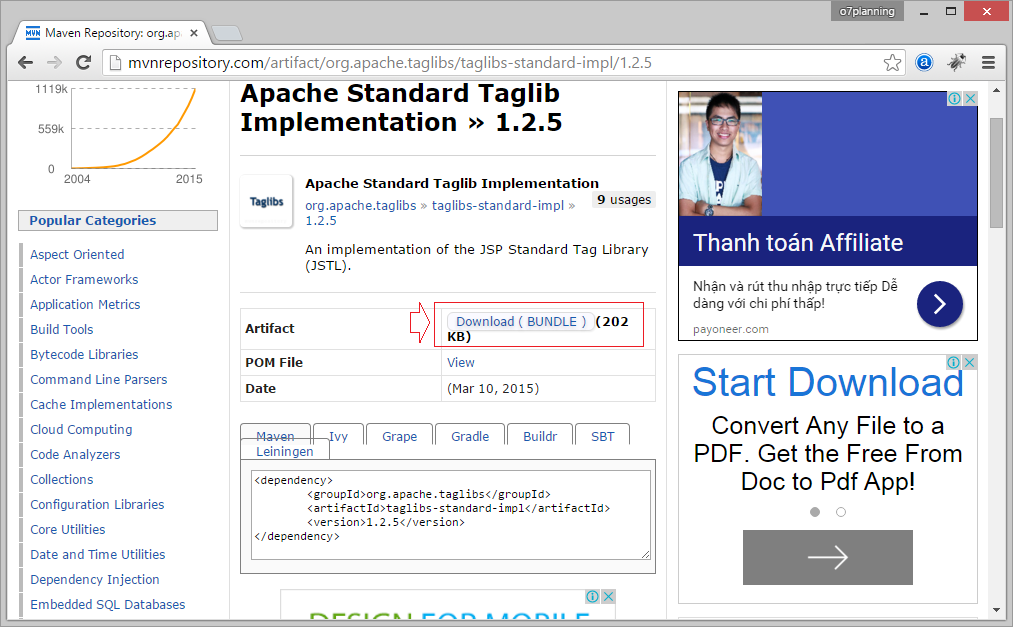 o7planning
Maven Repository: org.ap
mvnrepository.com/artifact/org.apache.taglibs/taglibs-standard-impl/1.2.5
1119k
559k
0
2004 2015
Popular Categories
Aspect Oriented
Actor Frameworks
Application Metrics
Build Tools
Bytecode Libraries
Command Line Parsers
Cache Implementations
Cloud Computing
Code Analyzers
Collections
Configuration Libraries
Core Utilities
Date and Time Utilities
Dependency Injection
Embedded SQL Databases
Apache Standard Taglib
Implementation » 1.2.5
Taglibs
Apache Standard Taglib Implementation
org.apache.taglibs » taglibs-standard-impl »
1.2.5
9 usages
An implementation of the JSP Standard Tag Library
(JSTL).
Artifact Download ( BUNDLE ) (202
KB)
POM File View
Date (Mar 10, 2015)
Maven Ivy Grape Gradle Buildr SBT
Leiningen
<dependency>
<groupId>org.apache.taglibs</groupId>
<artifactId>taglibs-standard-impl</artifactId>
<version>1.2.5</version>
</dependency>
DESIGN FOR MOBILE
Thanh toán Affiliate
Nhận và rút thu nhập trực tiếp Dễ
dàng với chi phí thấp!
payoneer.com
Start Download
Convert Any File to a
PDF. Get the Free From
Doc to Pdf App!